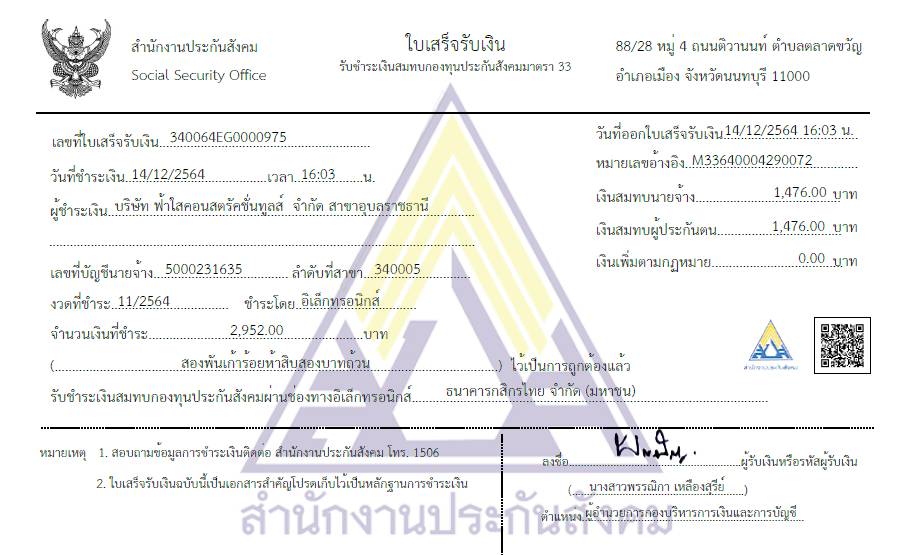 สำนักงานประกันสังคม
Social Security Office
ใบเสร็จรับเงิน
รับชำระเงินสมทบกองทุนประกันสังคมมาตรา 33
88/28 หมู่ 4 ถนนติวานนท์ ตำบลตลาดขวัญ
อำเภอเมือง จังหวัดนนทบุรี 11000
เลขที่ใบเสร็จรับเงิน 340064EG0000975
วันที่ออกใบเสร็จรับเงิน 14/12/2564 16:03 น.
หมายเลขอ้างอิง M33640004290072
วันที่ชำระเงิน 14/12/2564 เวลา 16:03 น.
เงินสมทบนายจ้าง 1,476.00 บาท
ผู้ชำระเงิน บริษัท ฟ้าใสคอนสตรัคชั่นทูลส์ จำกัด สาขาอุบลราชธานี
เงินสมทบผู้ประกันตน 1,476.00 บาท
เงินเพิ่มตามกฎหมาย 0.00 บาท
เลขที่บัญชีนายจ้าง 5000231635 ลำดับที่สาขา 340005
งวดที่ชำระ 11/2564 ชำระโดย อิเล็กทรอนิกส์
จำนวนเงินที่ชำระ 2,952.00 บาท
( สองพันเก้าร้อยห้าสิบสองบาทถ้วน ) ไว้เป็นการถูกต้องแล้ว
สำนักงานประกันสังคม
รับชำระเงินสมทบกองทุนประกันสังคมผ่านช่องทางอิเล็กทรอนิกส์ ธนาคารกสิกรไทย จำกัด (มหาชน)
หมายเหตุ 1. สอบถามข้อมูลการชำระเงินติดต่อ สำนักงานประกันสังคม โทร. 1506
2. ใบเสร็จรับเงินฉบับนี้เป็นเอกสารสำคัญโปรดเก็บไว้เป็นหลักฐานการชำระเงิน
ลงชื่อ ผู้รับเงินหรือรหัสผู้รับเงิน
( นางสาวพรรณิกา เหลืองสุรีย์ )
ตำแหน่ง ผู้อำนวยการกองบริหารการเงินและการบัญชี
สำนักงานประกันสังคม